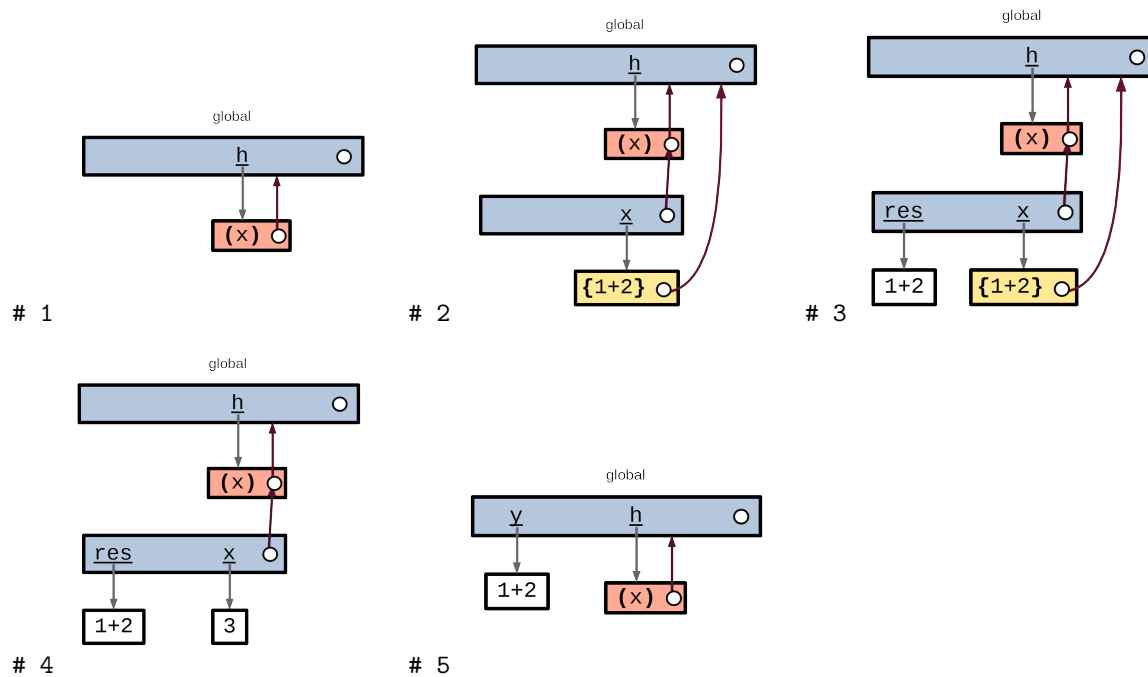 global
h
(x)
# 1
global
h
(x)
x
{1+2}
# 2
global
h
(x)
res x
1+2 {1+2}
# 3
global
h
(x)
res x
1+2 3
# 4
global
y h
1+2 (x)
# 5